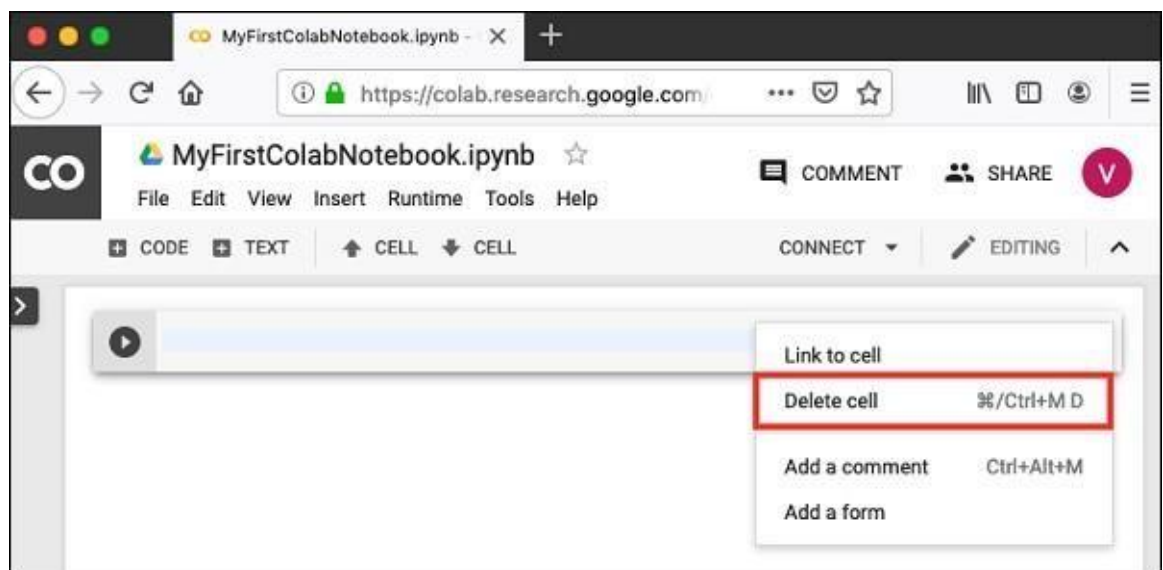 MyFirstColabNotebook.ipynb -
https://colab.research.google.com/
CO MyFirstColabNotebook.ipynb COMMENT SHARE V
File Edit View Insert Runtime Tools Help
CODE TEXT CELL CELL CONNECT EDITING
Link to cell
Delete cell ⌘/Ctrl+M D
Add a comment Ctrl+Alt+M
Add a form